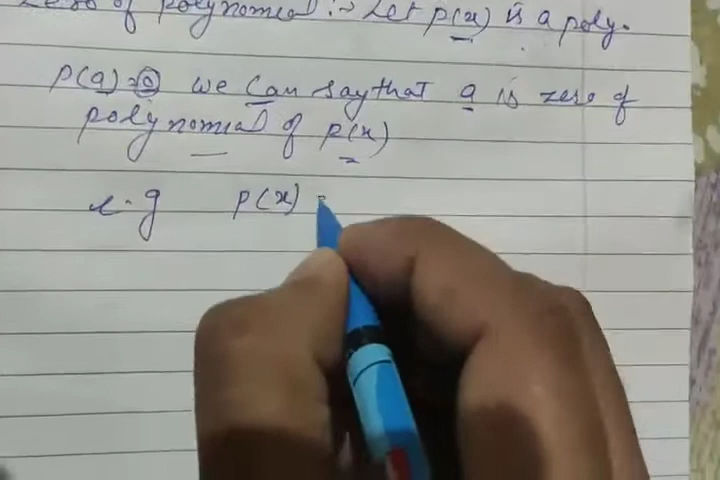 Zero of polynomial :~ Let p(x) is a poly.
P(a)=0 we can say that a is zero of
polynomial of p(x)
e.g P(x)